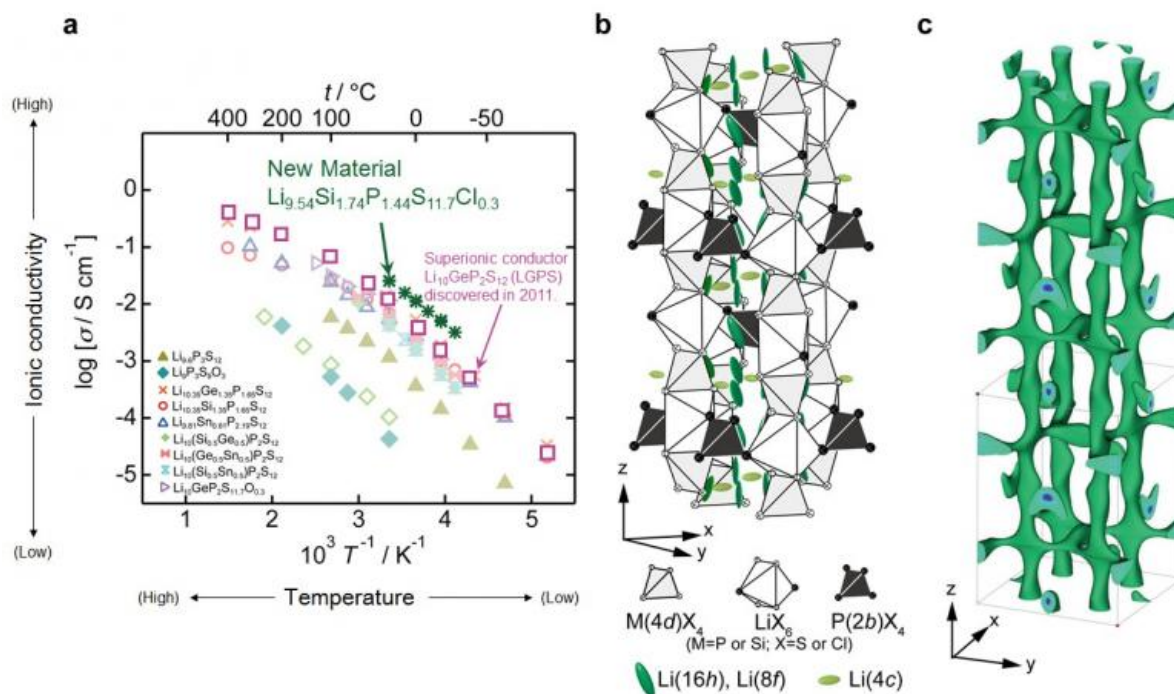 a
b
c
(High)
Ionic conductivity
(Low)
t / °C
400 200 100 0 -50
New Material
Li9.54Si1.74P1.44S11.7Cl0.3
Superionic conductor
Li10GeP2S12 (LGPS)
discovered in 2011.
log [σ / S cm-1]
0
-1
-2
-3
-4
-5
Li9.6P3S12
Li9P3S9O3
Li10.35Ge1.35P1.65S12
Li10.35Si1.35P1.65S12
Li9.81Sn0.81P2.19S12
Li10(Si0.5Ge0.5)P2S12
Li10(Ge0.5Sn0.5)P2S12
Li10(Si0.5Sn0.5)P2S12
Li10GeP2S11.7O0.3
1 2 3 4 5
10³ T-1 / K-1
(High) Temperature (Low)
z
x
y
M(4d)X4 LiX6 P(2b)X4
(M=P or Si; X=S or Cl)
Li(16h), Li(8f) Li(4c)
z
x
y